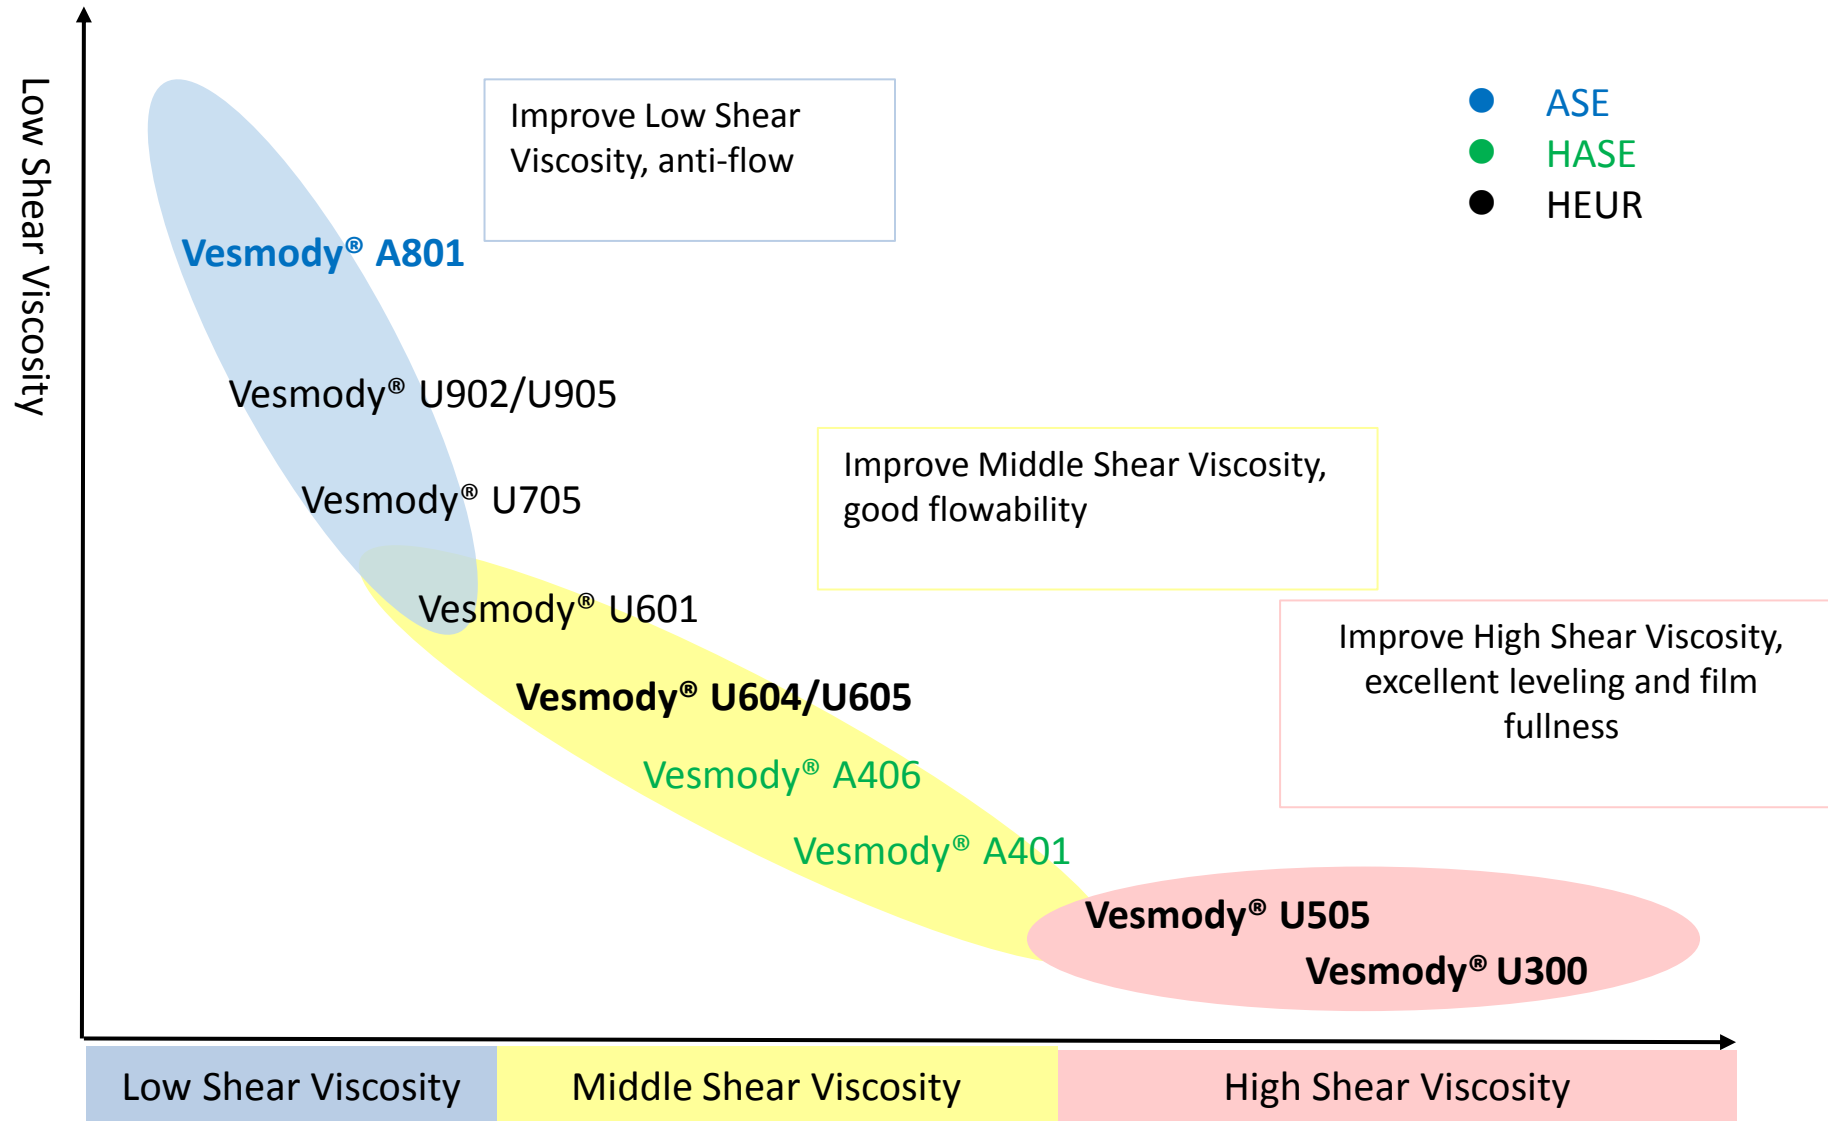 Low Shear Viscosity
Improve Low Shear
Viscosity, anti-flow
ASE
HASE
HEUR
Vesmody® A801
Vesmody® U902/U905
Vesmody® U705
Improve Middle Shear Viscosity,
good flowability
Vesmody® U601
Improve High Shear Viscosity,
excellent leveling and film
fullness
Vesmody® U604/U605
Vesmody® A406
Vesmody® A401
Vesmody® U505
Vesmody® U300
Low Shear Viscosity
Middle Shear Viscosity
High Shear Viscosity